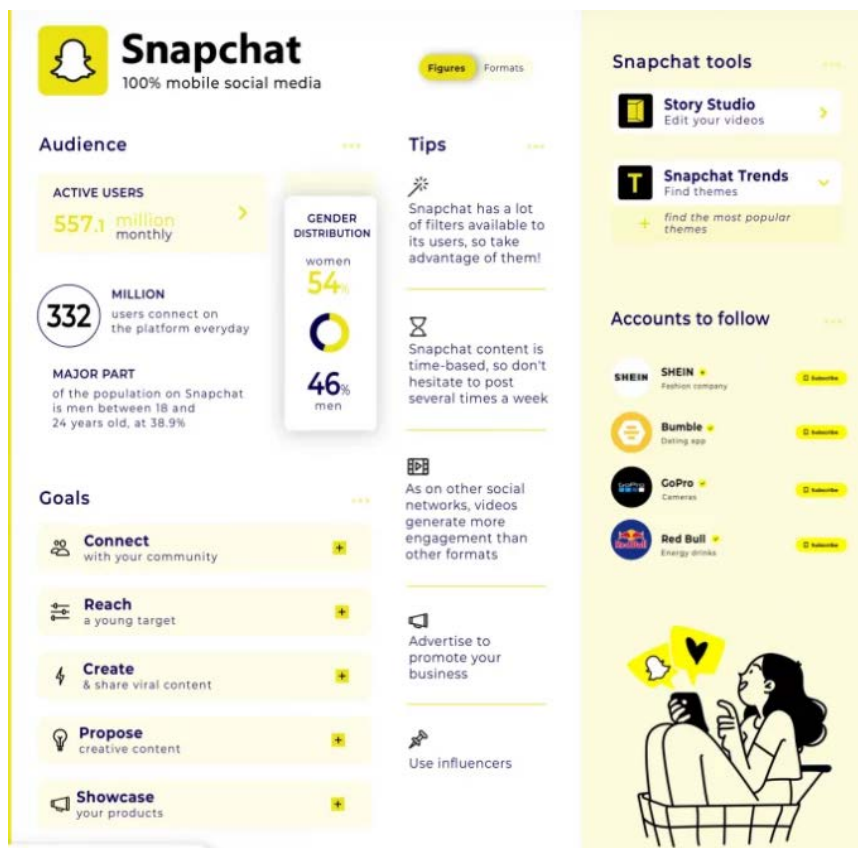 Snapchat
100% mobile social media
Figures
Formats
Audience
ACTIVE USERS
557.1 million
monthly
332
MILLION
users connect on
the platform everyday
MAJOR PART
of the population on Snapchat
is men between 18 and
24 years old, at 38.9%
GENDER
DISTRIBUTION
women
54%
46%
men
Goals
Connect
with your community
Reach
a young target
Create
& share viral content
Propose
creative content
Showcase
your products
Tips
Snapchat has a lot
of filters available to
its users, so take
advantage of them!
Snapchat content is
time-based, so don't
hesitate to post
several times a week
As on other social
networks, videos
generate more
engagement than
other formats
Advertise to
promote your
business
Use influencers
Snapchat tools
Story Studio
Edit your videos
T
Snapchat Trends
Find themes
+ find the most popular
themes
Accounts to follow
SHEIN
SHEIN
Fashion company
Subscribe
Bumble
Dating app
Subscribe
GoPro
GoPro
Cameras
Subscribe
RedBull
Red Bull
Energy drinks
Subscribe